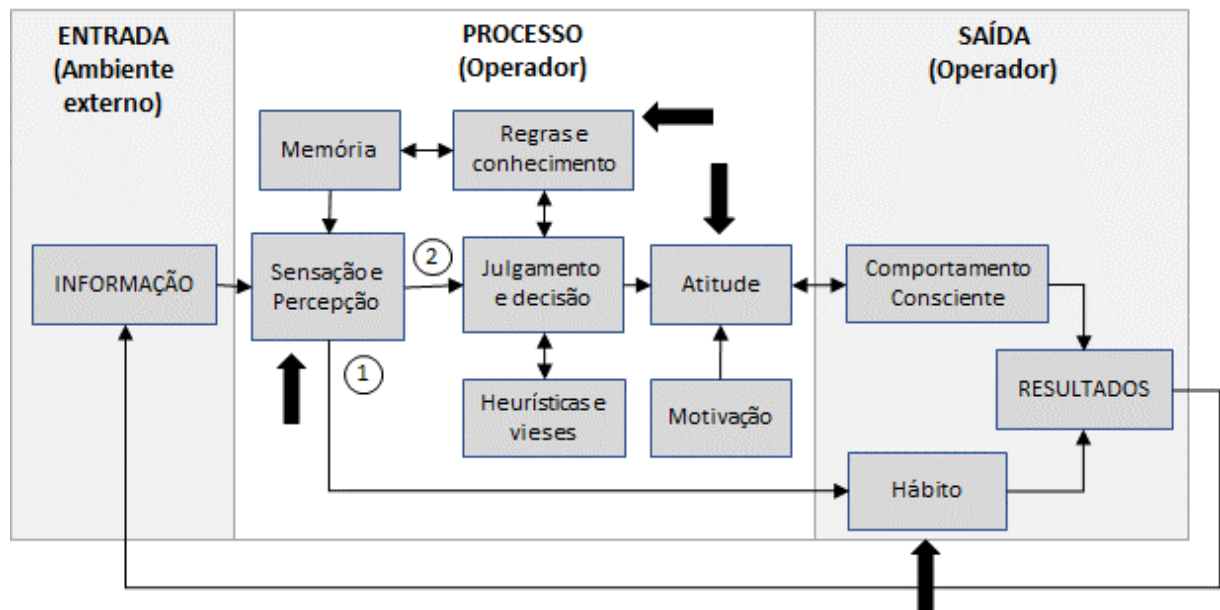 ENTRADA
(Ambiente
externo)
PROCESSO
(Operador)
SAÍDA
(Operador)
Memória
Regras e
conhecimento
INFORMAÇÃO
Sensação e
Percepção
2
Julgamento
e decisão
Atitude
Comportamento
Consciente
1
Heurísticas e
vieses
Motivação
RESULTADOS
Hábito